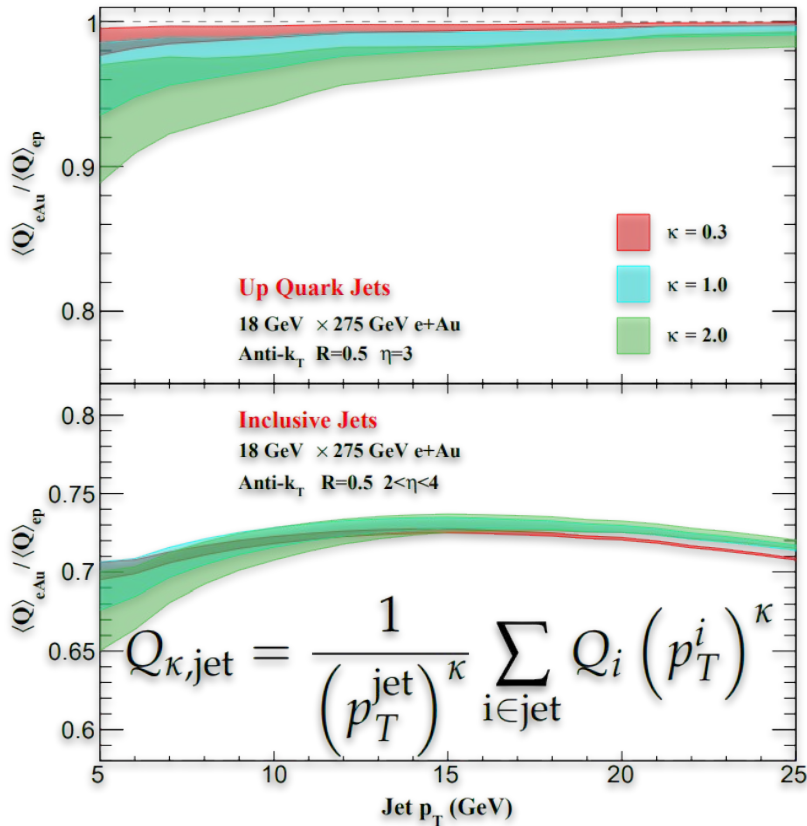 1
0.9
0.8
⟨Q⟩eAu / ⟨Q⟩ep
κ = 0.3
κ = 1.0
κ = 2.0
Up Quark Jets
18 GeV × 275 GeV e+Au
Anti-kT R=0.5 η=3
0.8
0.75
0.7
0.65
0.6
⟨Q⟩eAu / ⟨Q⟩ep
Inclusive Jets
18 GeV × 275 GeV e+Au
Anti-kT R=0.5 2<η<4
Qκ,jet = 1 / (pT^jet)^κ ∑i∈jet Qi (pT^i)^κ
5 10 15 20 25
Jet pT (GeV)